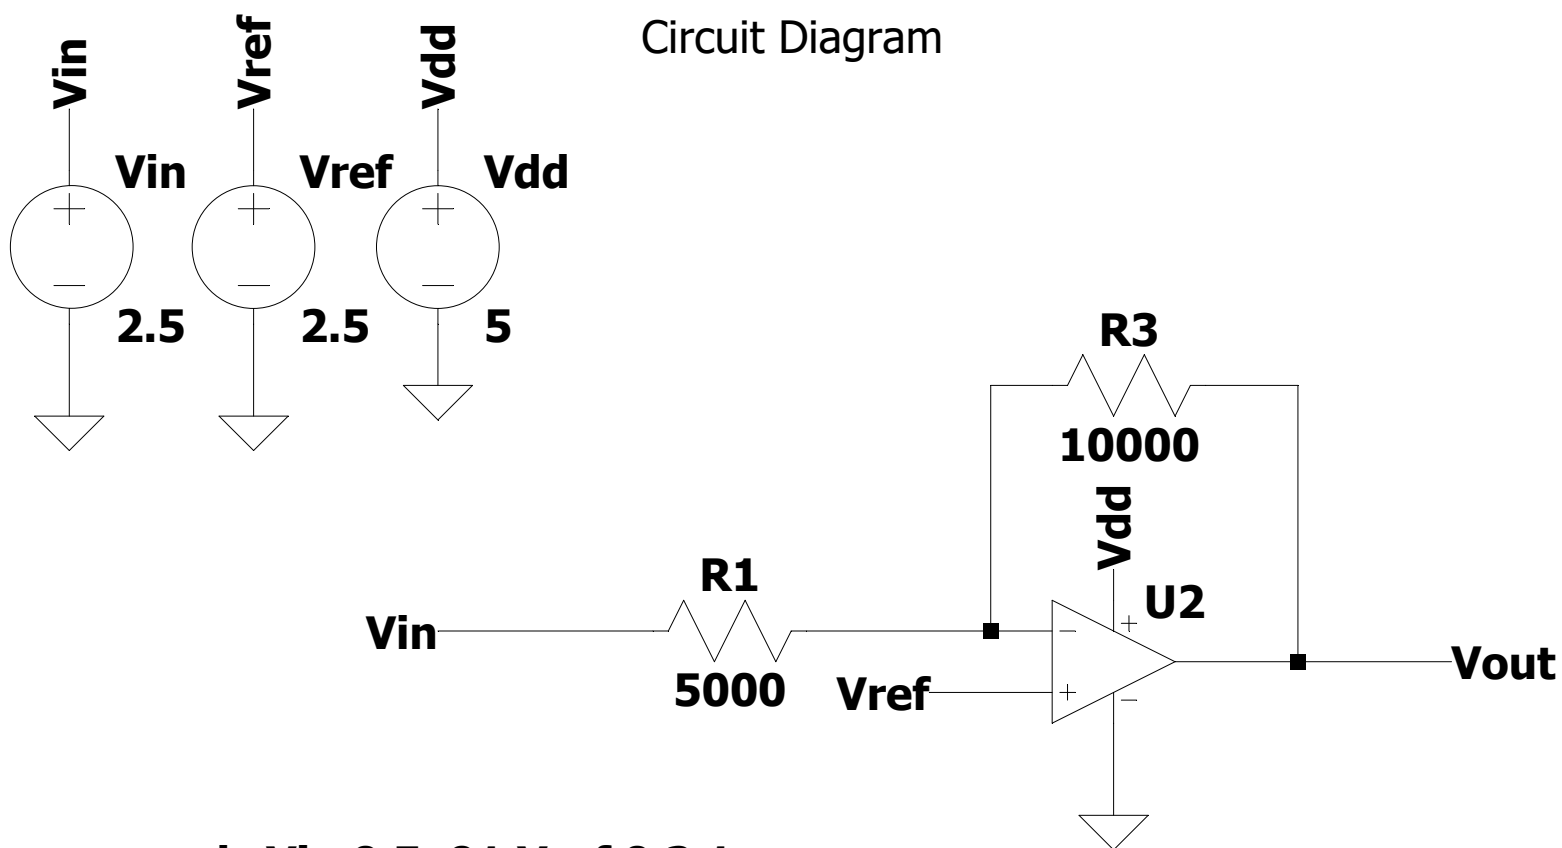 Circuit Diagram
Vin
Vref
Vdd
Vin
Vref
Vdd
+
+
+
−
−
−
2.5
2.5
5
R3
10000
Vdd
R1
U2
+
Vin
−
Vout
5000
Vref
+
−